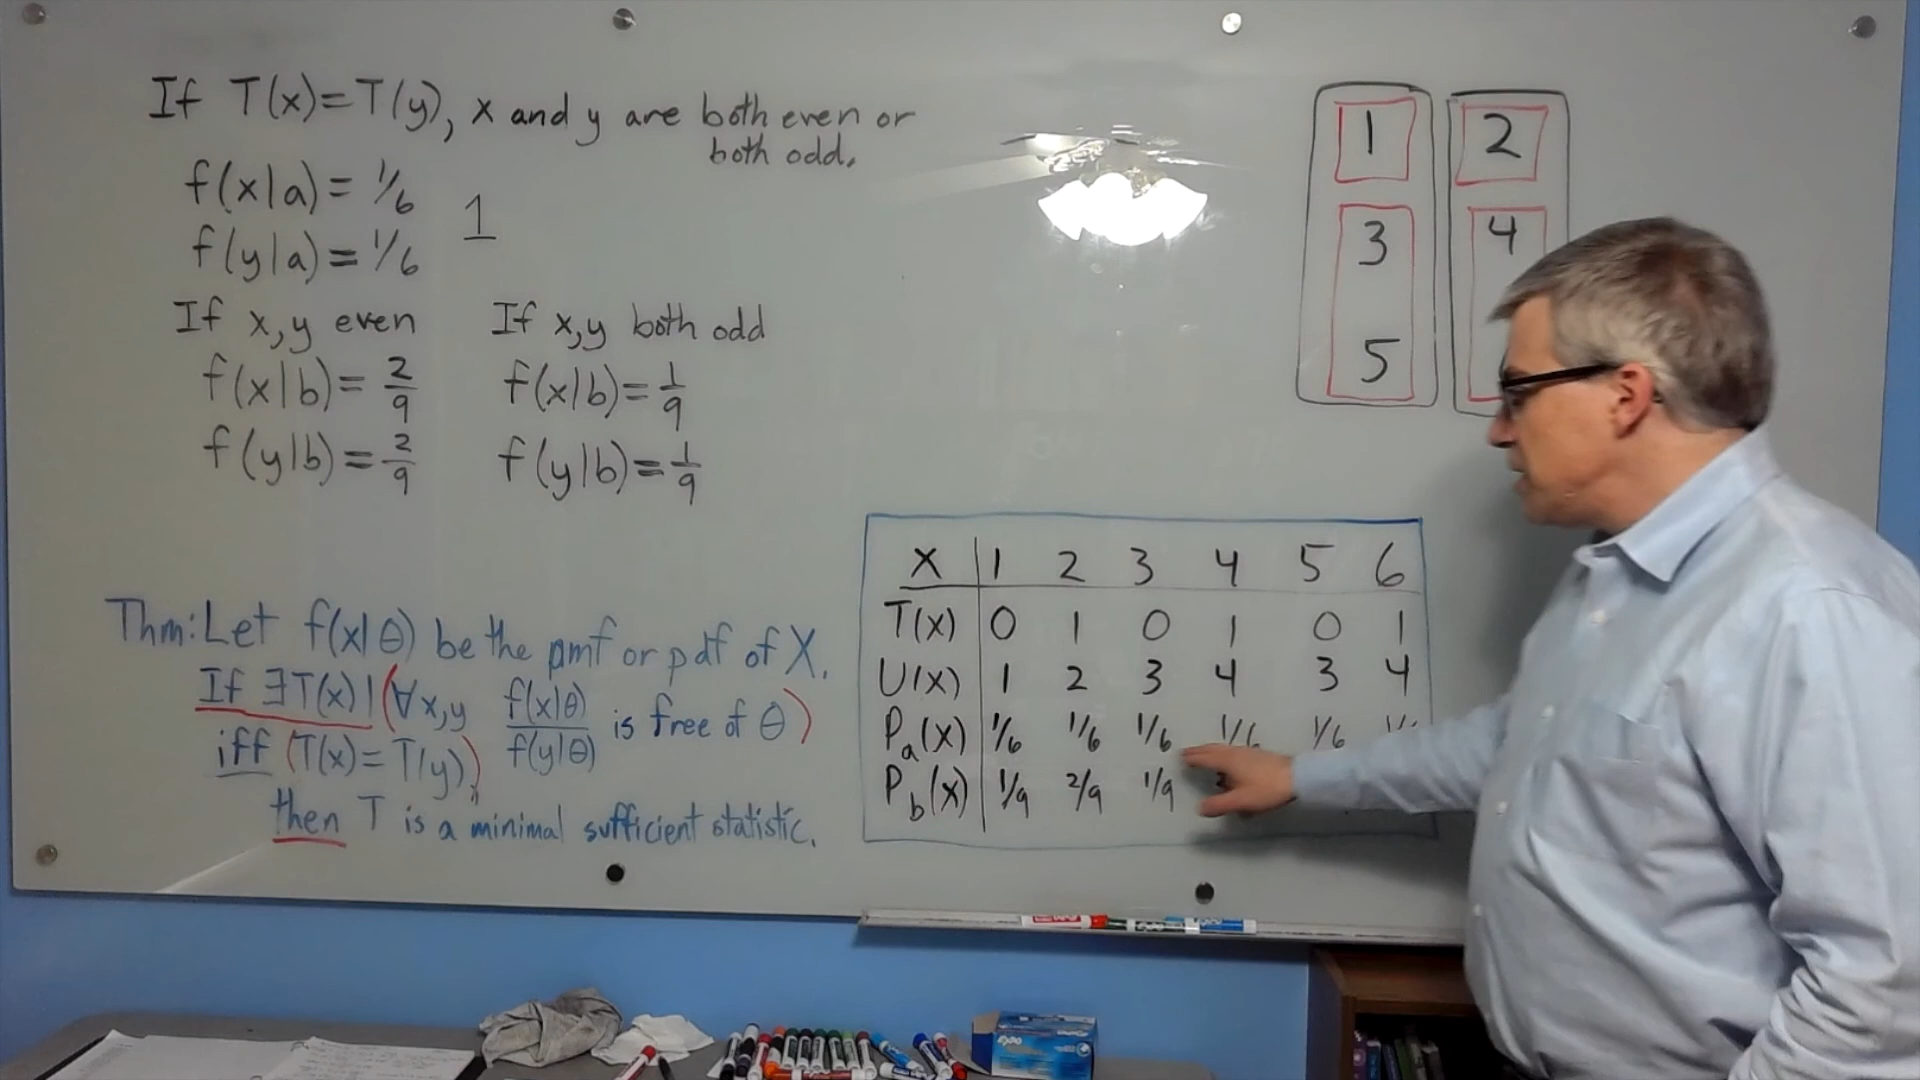 If T(x)=T(y), x and y are both even or
both odd.
f(x|a) = 1/6
f(y|a) = 1/6
1
If x,y even
f(x|b) = 2/9
f(y|b) = 2/9
If x,y both odd
f(x|b) = 1/9
f(y|b) = 1/9
Thm: Let f(x|θ) be the pmf or pdf of X.
If ∃T(x) | (∀x,y f(x|θ)/f(y|θ) is free of θ)
iff (T(x)=T(y)),
then T is a minimal sufficient statistic.
1 2
3 4
5
X 1 2 3 4 5 6
T(x) 0 1 0 1 0 1
U(x) 1 2 3 4 3 4
Pa(x) 1/6 1/6 1/6 1/6 1/6
Pb(x) 1/9 2/9 1/9
EXPO